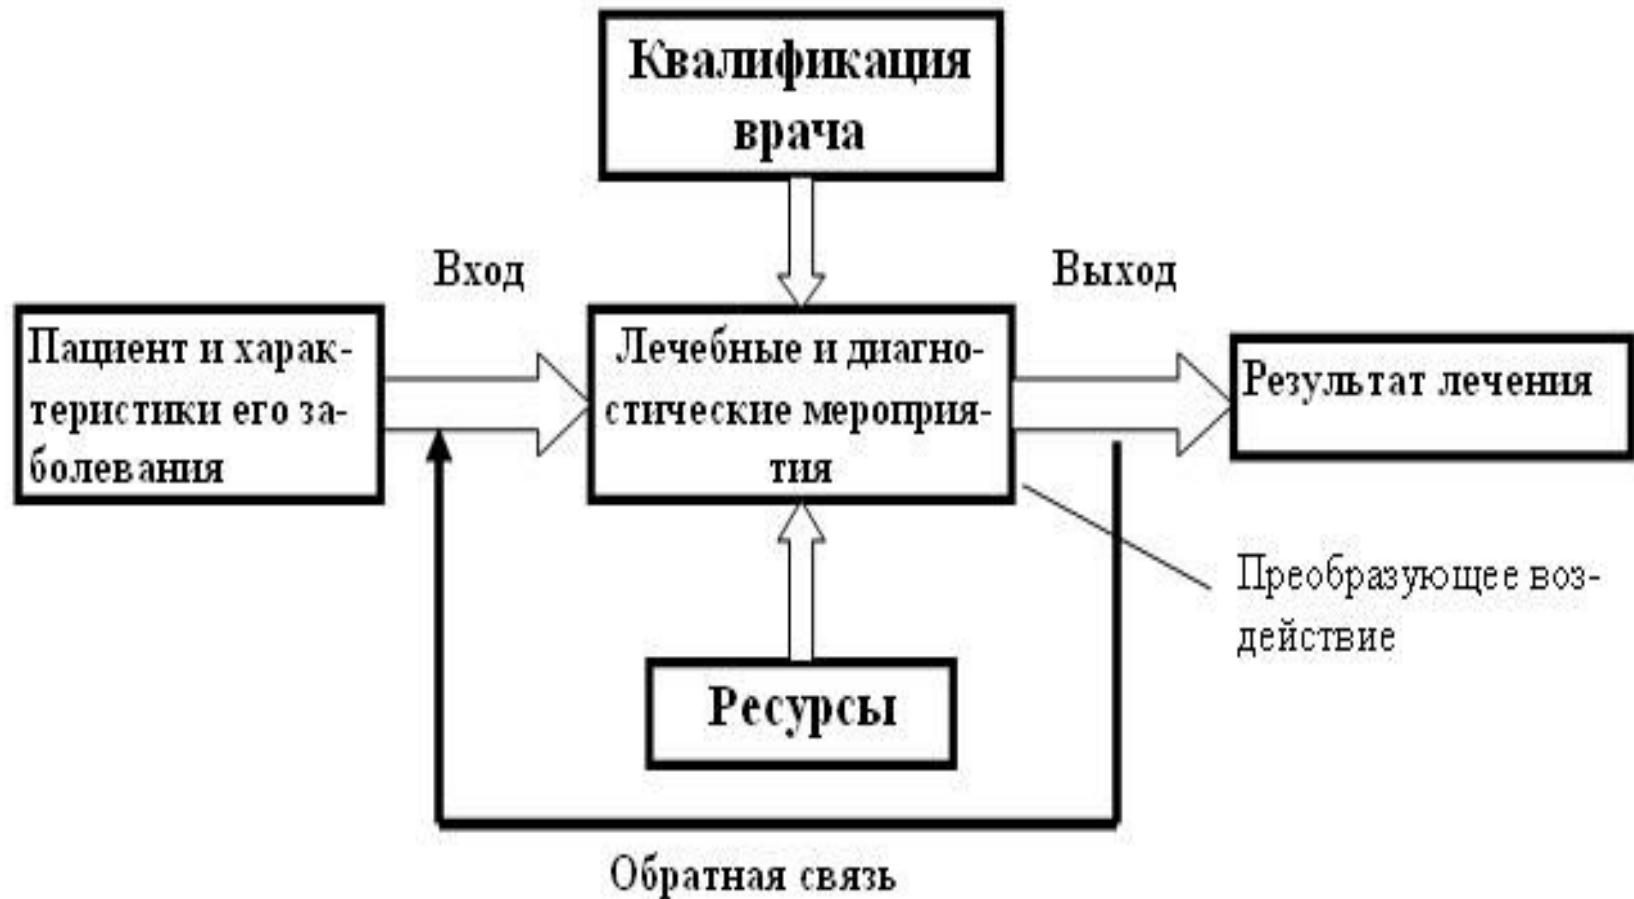 Квалификация
врача
Вход
Выход
Пациент и харак-
теристики его за-
болевания
Лечебные и диагно-
стические мероприя-
тия
Результат лечения
Преобразующее воз-
действие
Ресурсы
Обратная связь